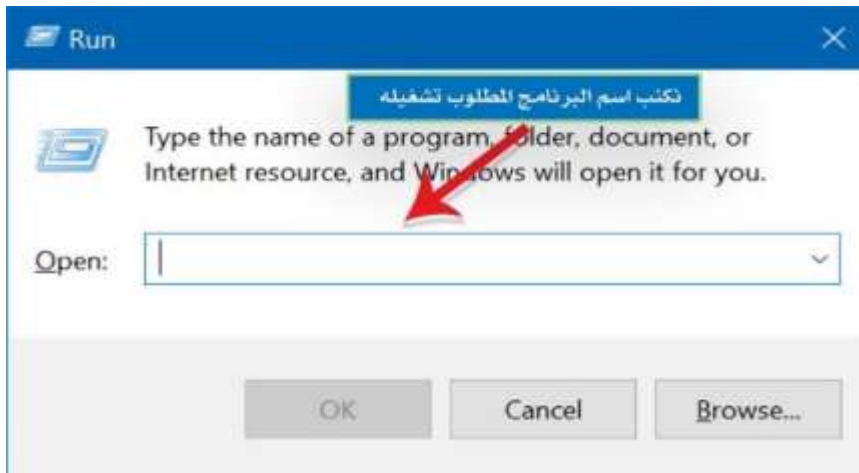 Run
نكتب اسم البرنامج المطلوب تشغيله
Type the name of a program, folder, document, or
Internet resource, and Windows will open it for you.
Open:
OK
Cancel
Browse...